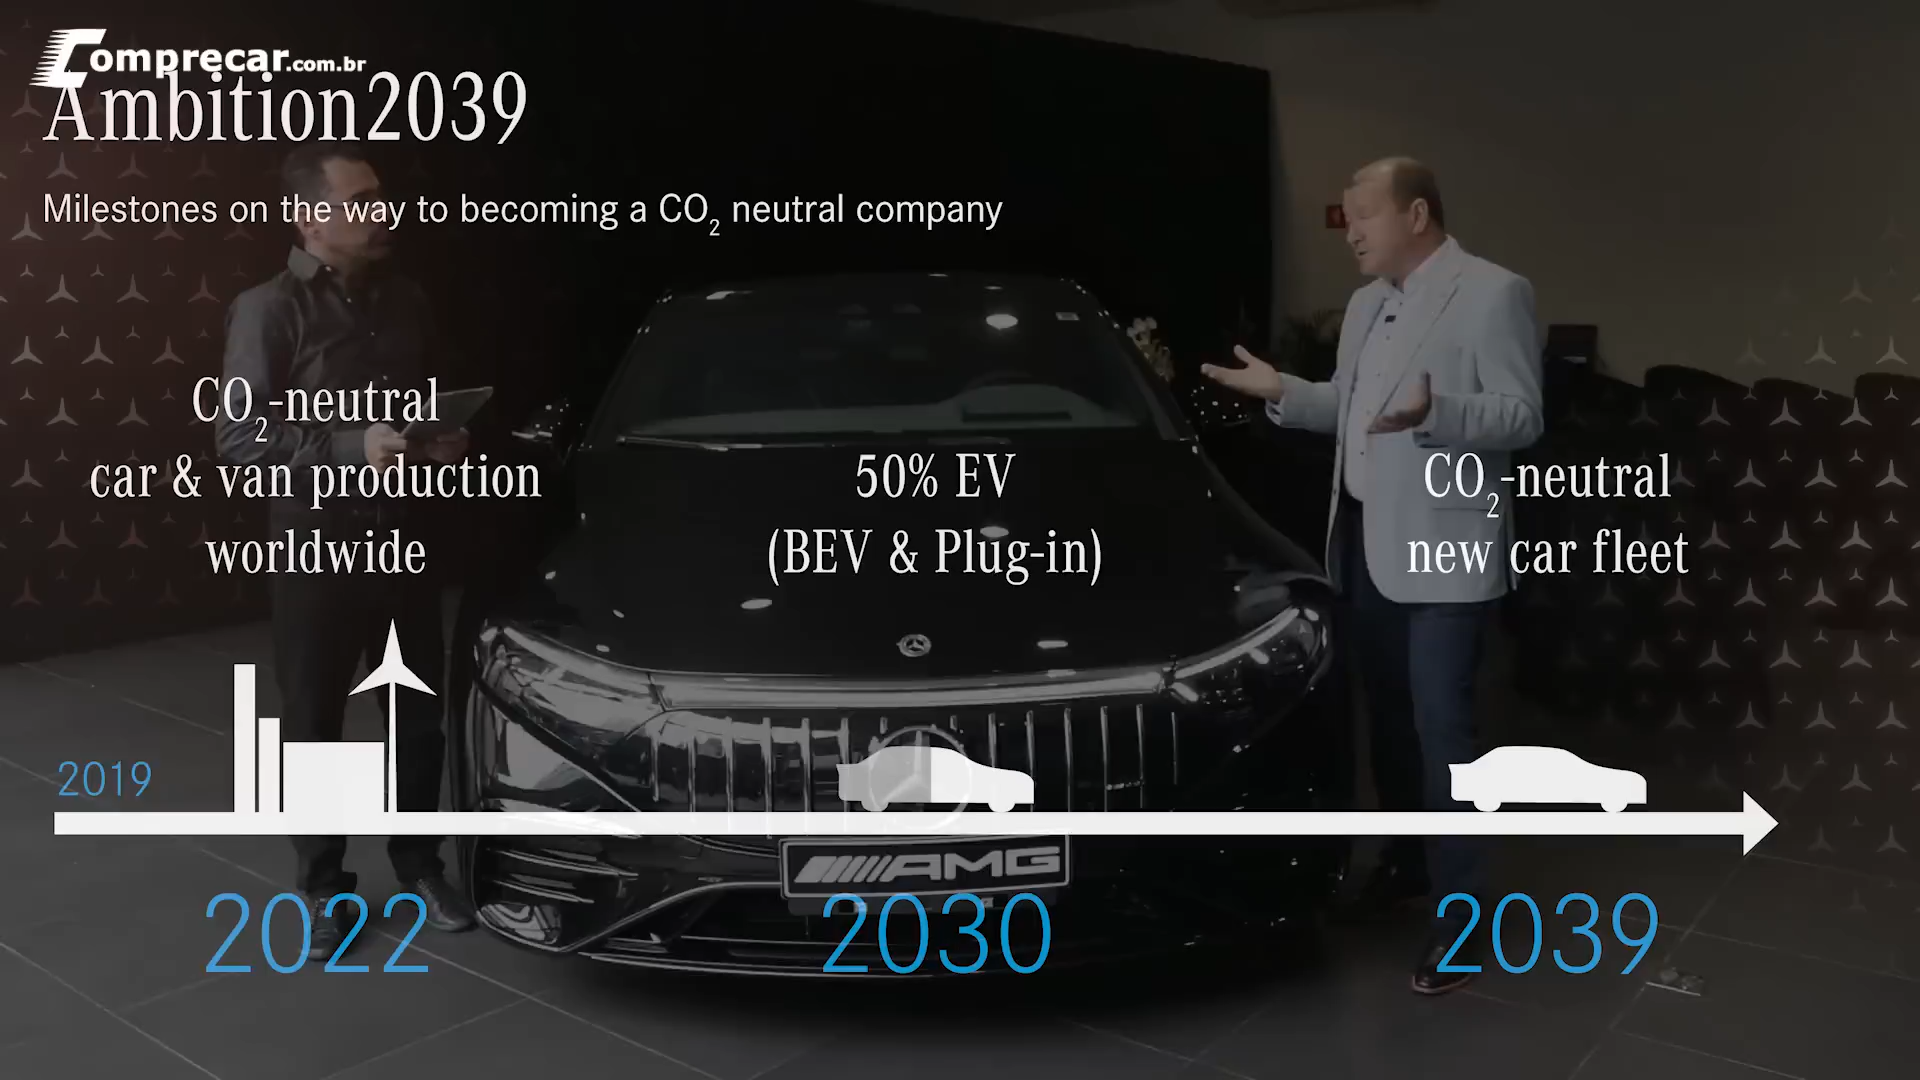 Comprecar.com.br
Ambition2039
Milestones on the way to becoming a CO₂ neutral company
CO₂-neutral
car & van production
worldwide
50% EV
(BEV & Plug-in)
CO₂-neutral
new car fleet
2019
AMG
2022
2030
2039